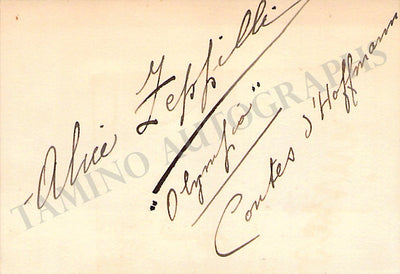 Alice Zeppilli
"Olympia"
Contes d'Hoffmann
TAMINO AUTOGRAPHS